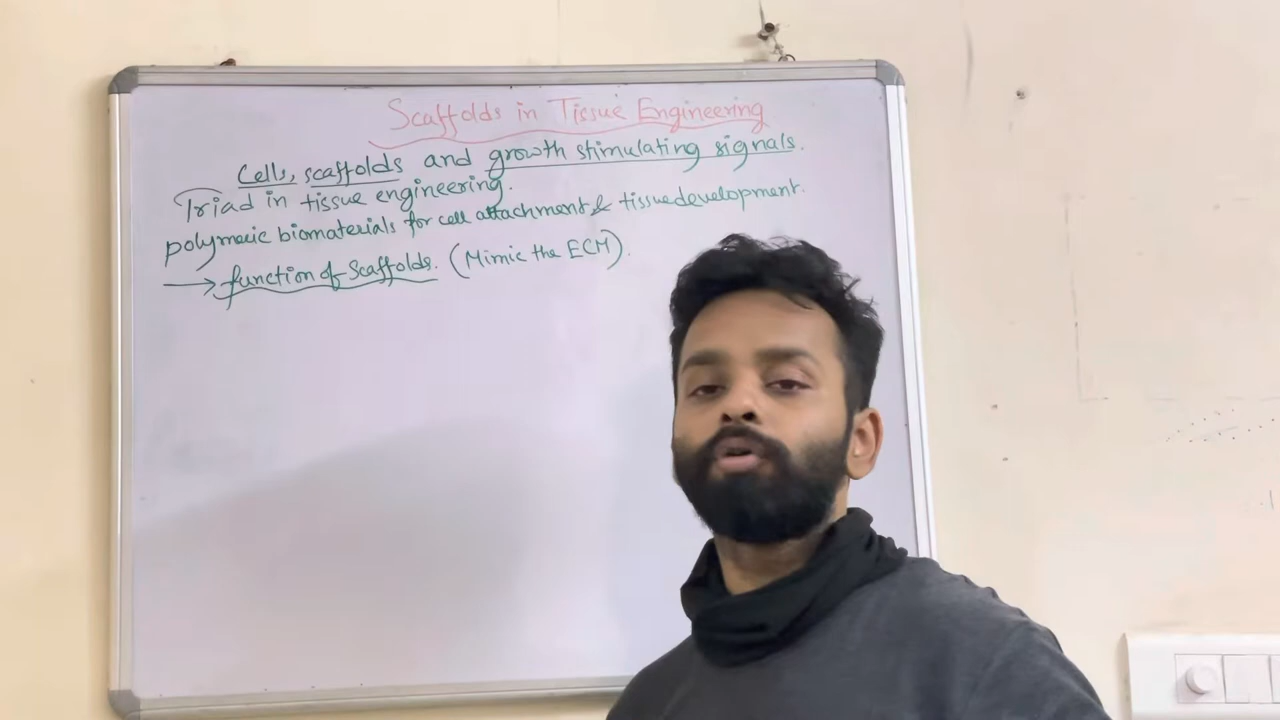 Scaffolds in Tissue Engineering
Cells, scaffolds and growth stimulating signals.
Triad in tissue engineering.
polymeric biomaterials for cell attachment & tissue development.
→ function of Scaffolds. (Mimic the ECM).